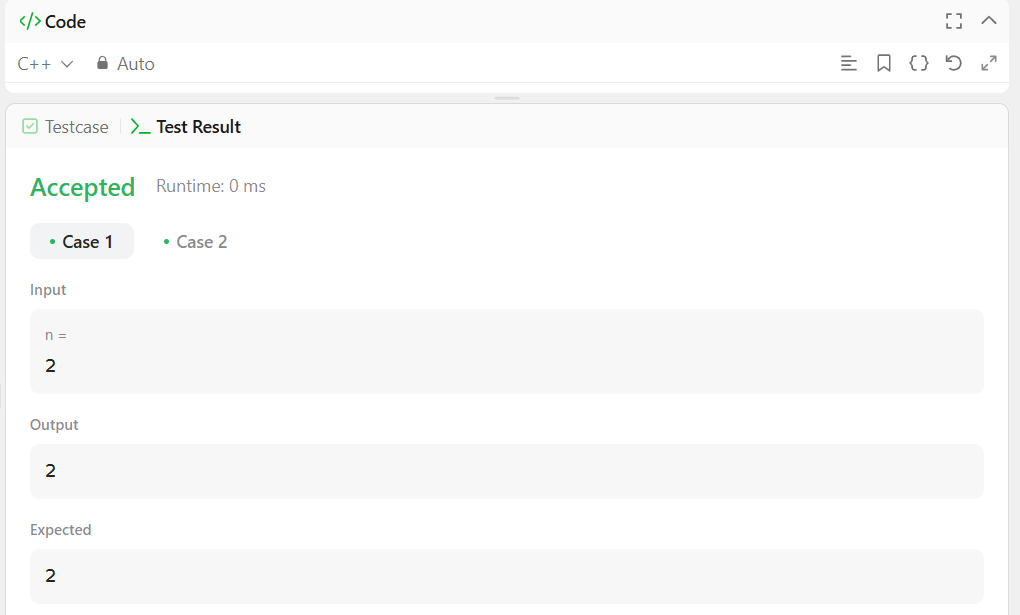 </> Code
C++ Auto
Testcase Test Result
Accepted Runtime: 0 ms
Case 1 Case 2
Input
n =
2
Output
2
Expected
2